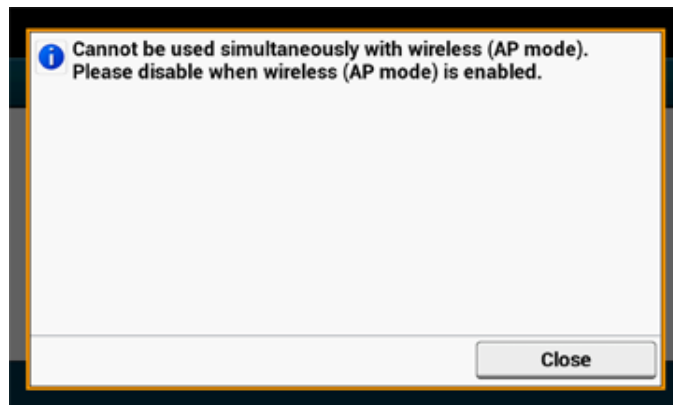 Cannot be used simultaneously with wireless (AP mode).
Please disable when wireless (AP mode) is enabled.
Close